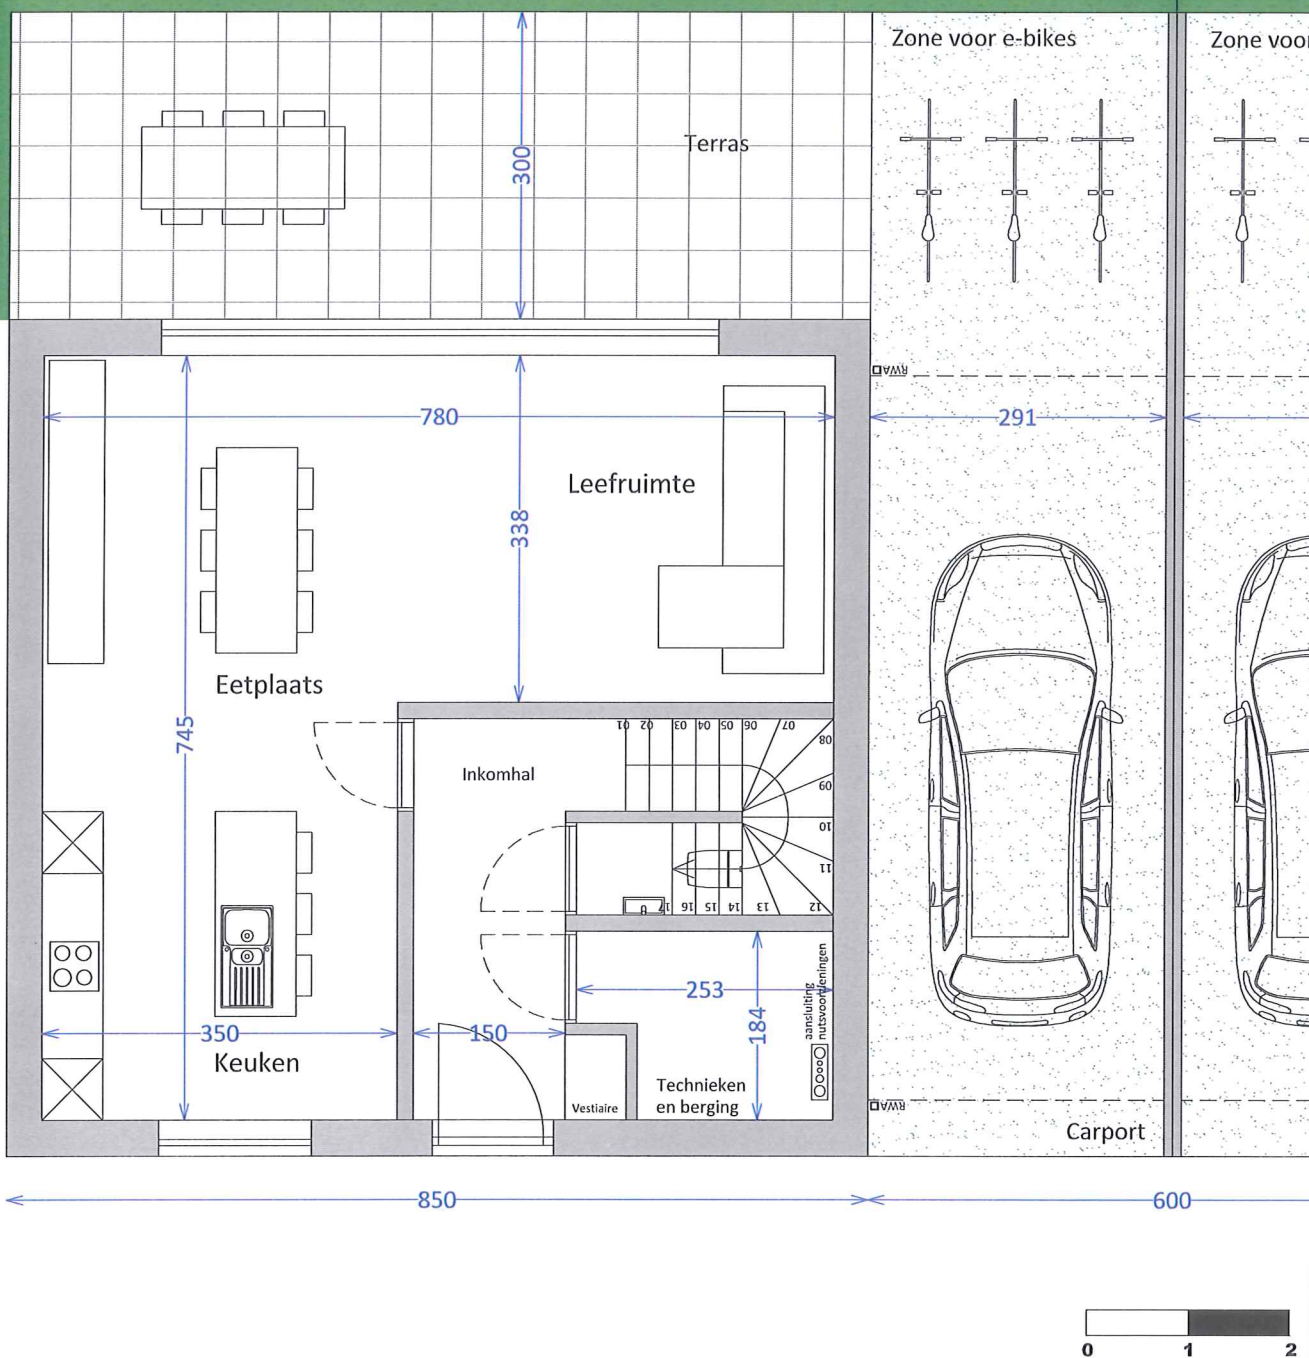 Zone voor e-bikes
Zone voor
Terras
300
RWA
780
291
338
Leefruimte
Eetplaats
745
Inkomhal
01 02 03 04 05 06 07
08
09
10
11
17 16 15 14 13 12
253
184
aansluiting
nutsvoorzieningen
350
150
Keuken
Technieken
en berging
Vestiaire
RWA
Carport
850
600
0 1 2